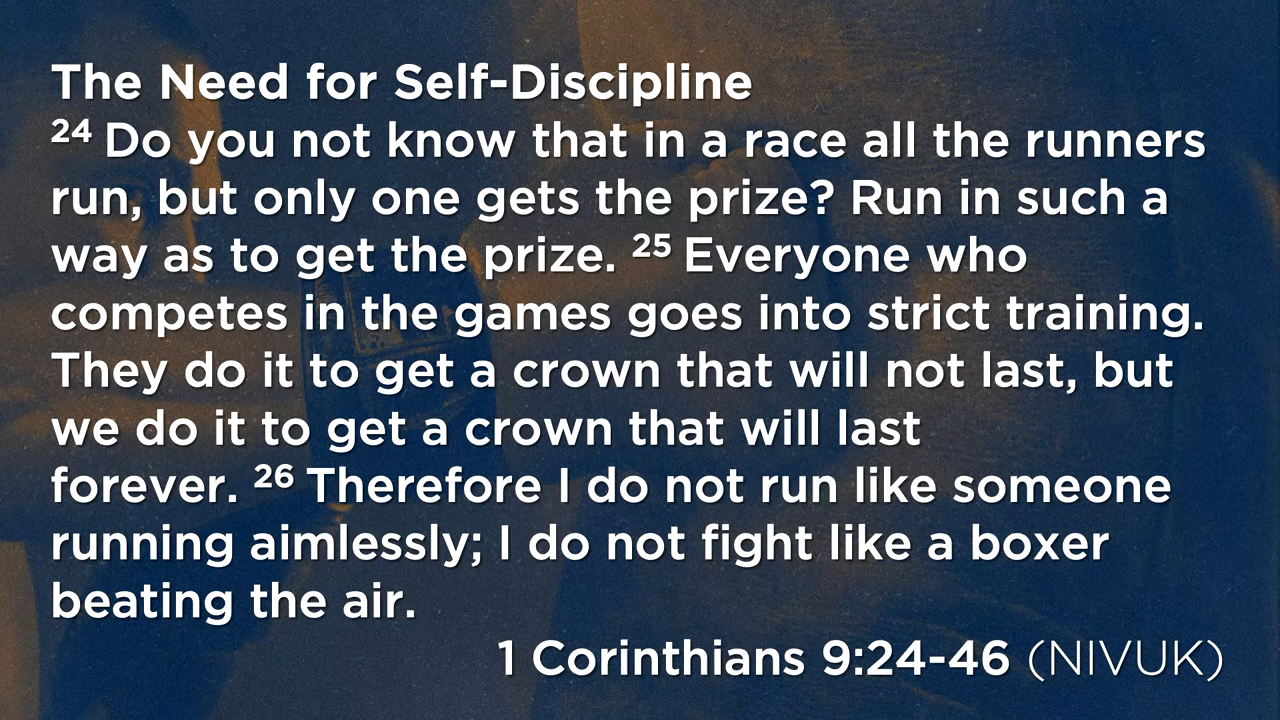 The Need for Self-Discipline
24 Do you not know that in a race all the runners
run, but only one gets the prize? Run in such a
way as to get the prize. 25 Everyone who
competes in the games goes into strict training.
They do it to get a crown that will not last, but
we do it to get a crown that will last
forever. 26 Therefore I do not run like someone
running aimlessly; I do not fight like a boxer
beating the air.
1 Corinthians 9:24-46 (NIVUK)